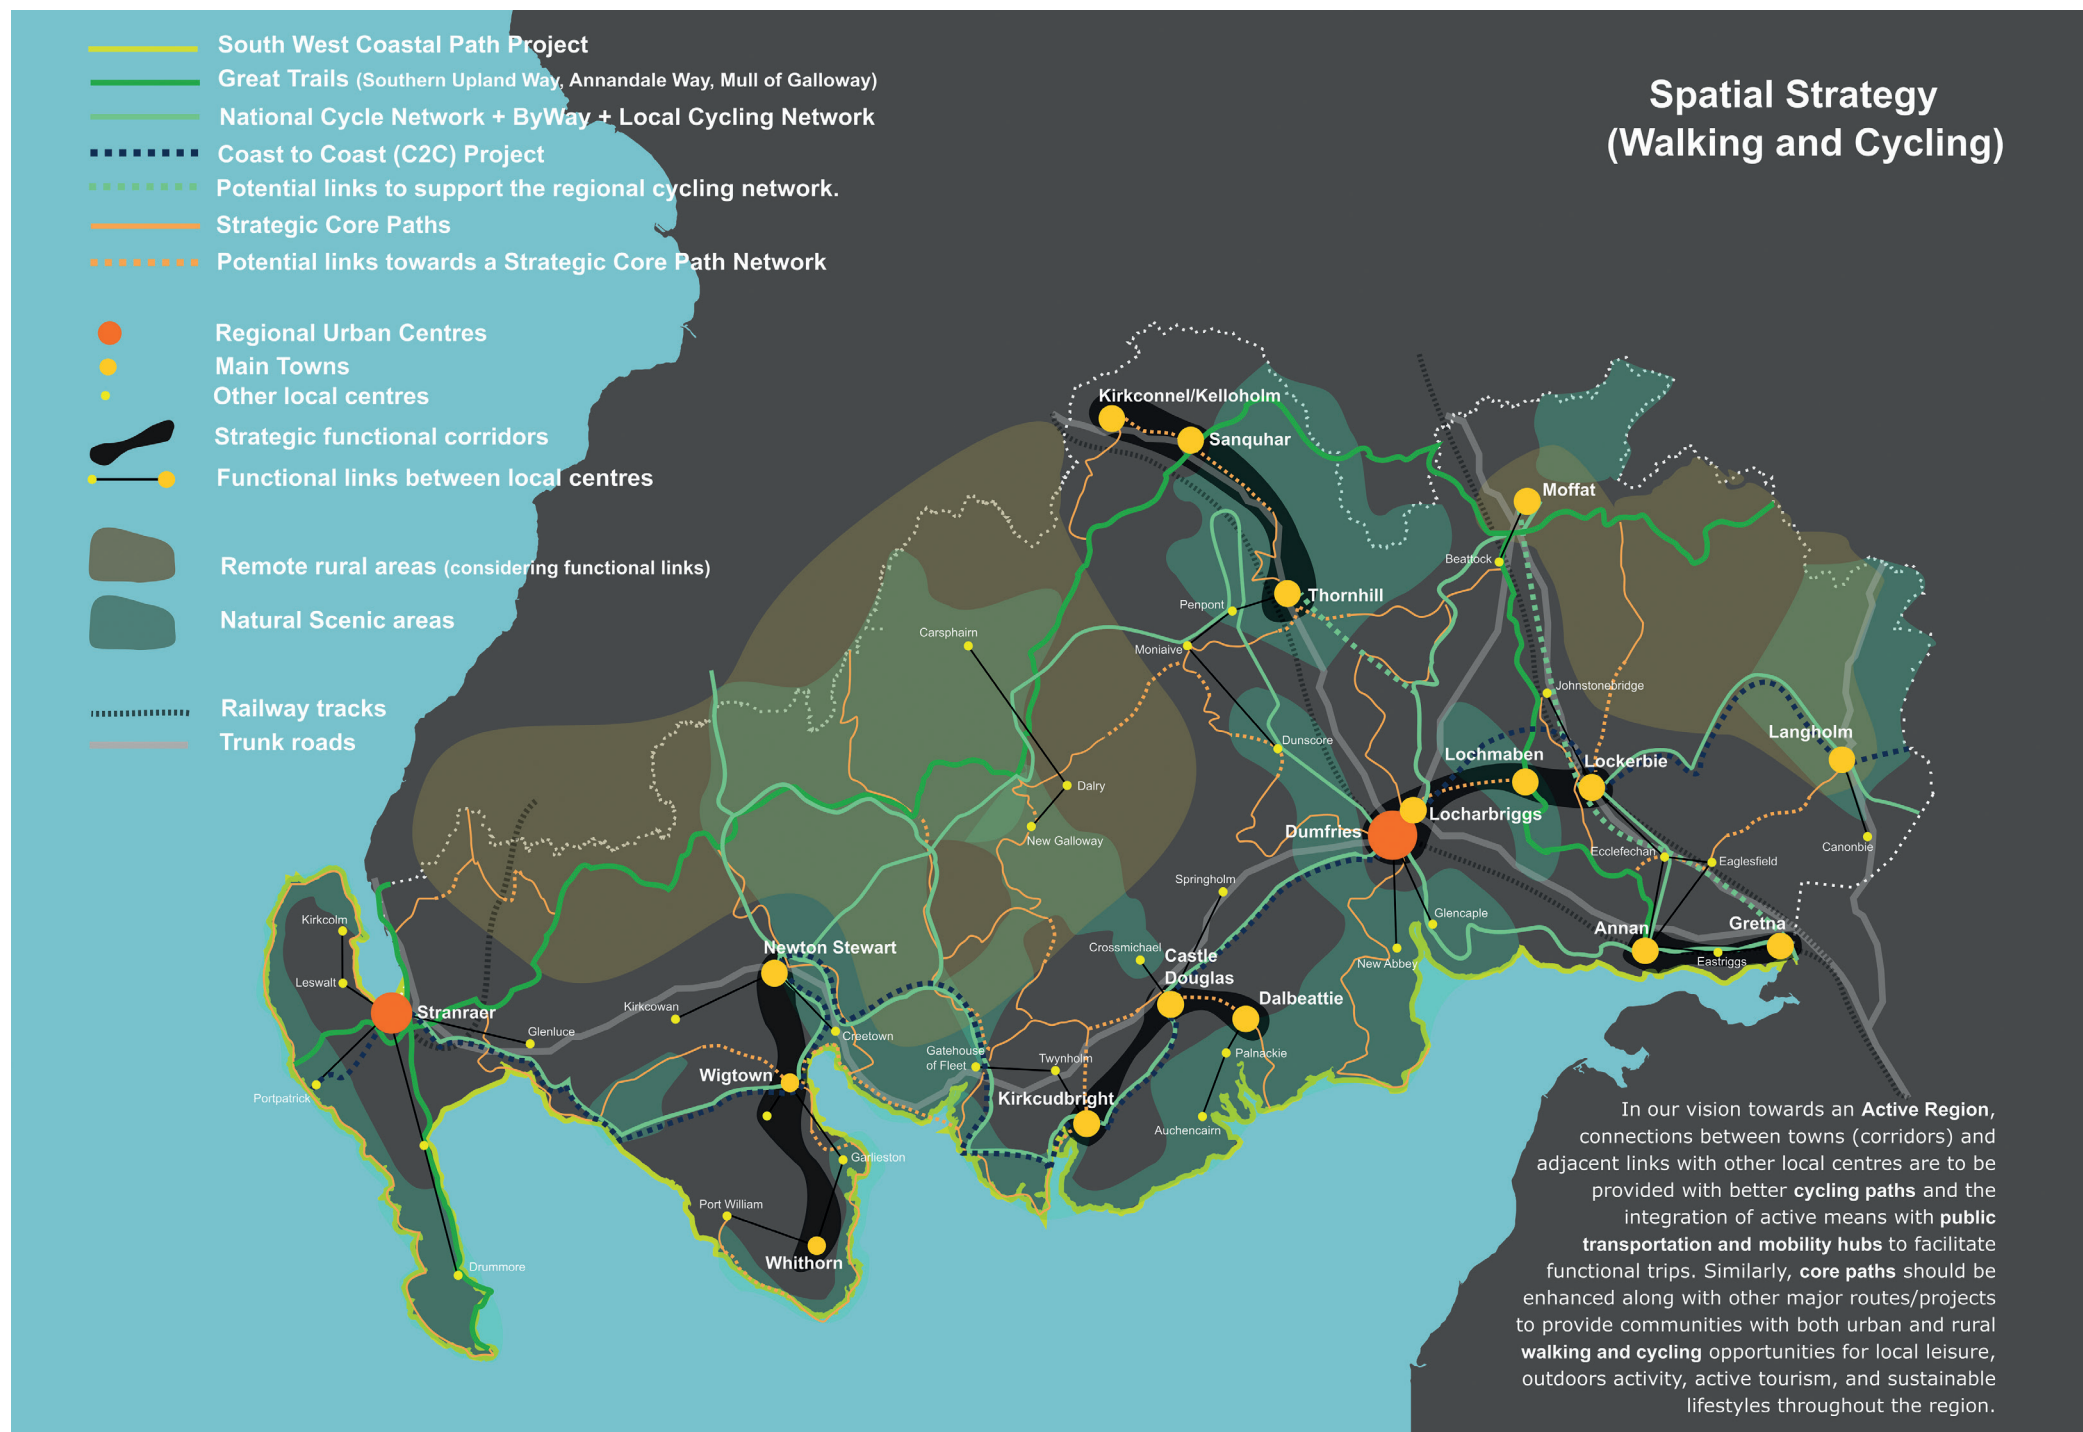 South West Coastal Path Project
Great Trails (Southern Upland Way, Annandale Way, Mull of Galloway)
National Cycle Network + ByWay + Local Cycling Network
Coast to Coast (C2C) Project
Potential links to support the regional cycling network.
Strategic Core Paths
Potential links towards a Strategic Core Path Network
Regional Urban Centres
Main Towns
Other local centres
Strategic functional corridors
Functional links between local centres
Remote rural areas (considering functional links)
Natural Scenic areas
Railway tracks
Trunk roads
Spatial Strategy
(Walking and Cycling)
Kirkconnel/Kelloholm
Sanquhar
Moffat
Beattock
Thornhill
Penpont
Carsphairn
Moniaive
Johnstonebridge
Dunscore
Langholm
Lochmaben
Lockerbie
Dalry
Locharbriggs
Dumfries
New Galloway
Canonbie
Ecclefechan
Eaglesfield
Springholm
Kirkcolm
Glencaple
Annan
Gretna
Newton Stewart
Crossmichael
Castle
Douglas
New Abbey
Eastriggs
Leswalt
Dalbeattie
Kirkcowan
Stranraer
Glenluce
Creetown
Gatehouse
of Fleet
Twynholm
Palnackie
Wigtown
Portpatrick
Kirkcudbright
Auchencairn
Garlieston
Port William
Whithorn
Drummore
In our vision towards an Active Region,
connections between towns (corridors) and
adjacent links with other local centres are to be
provided with better cycling paths and the
integration of active means with public
transportation and mobility hubs to facilitate
functional trips. Similarly, core paths should be
enhanced along with other major routes/projects
to provide communities with both urban and rural
walking and cycling opportunities for local leisure,
outdoors activity, active tourism, and sustainable
lifestyles throughout the region.